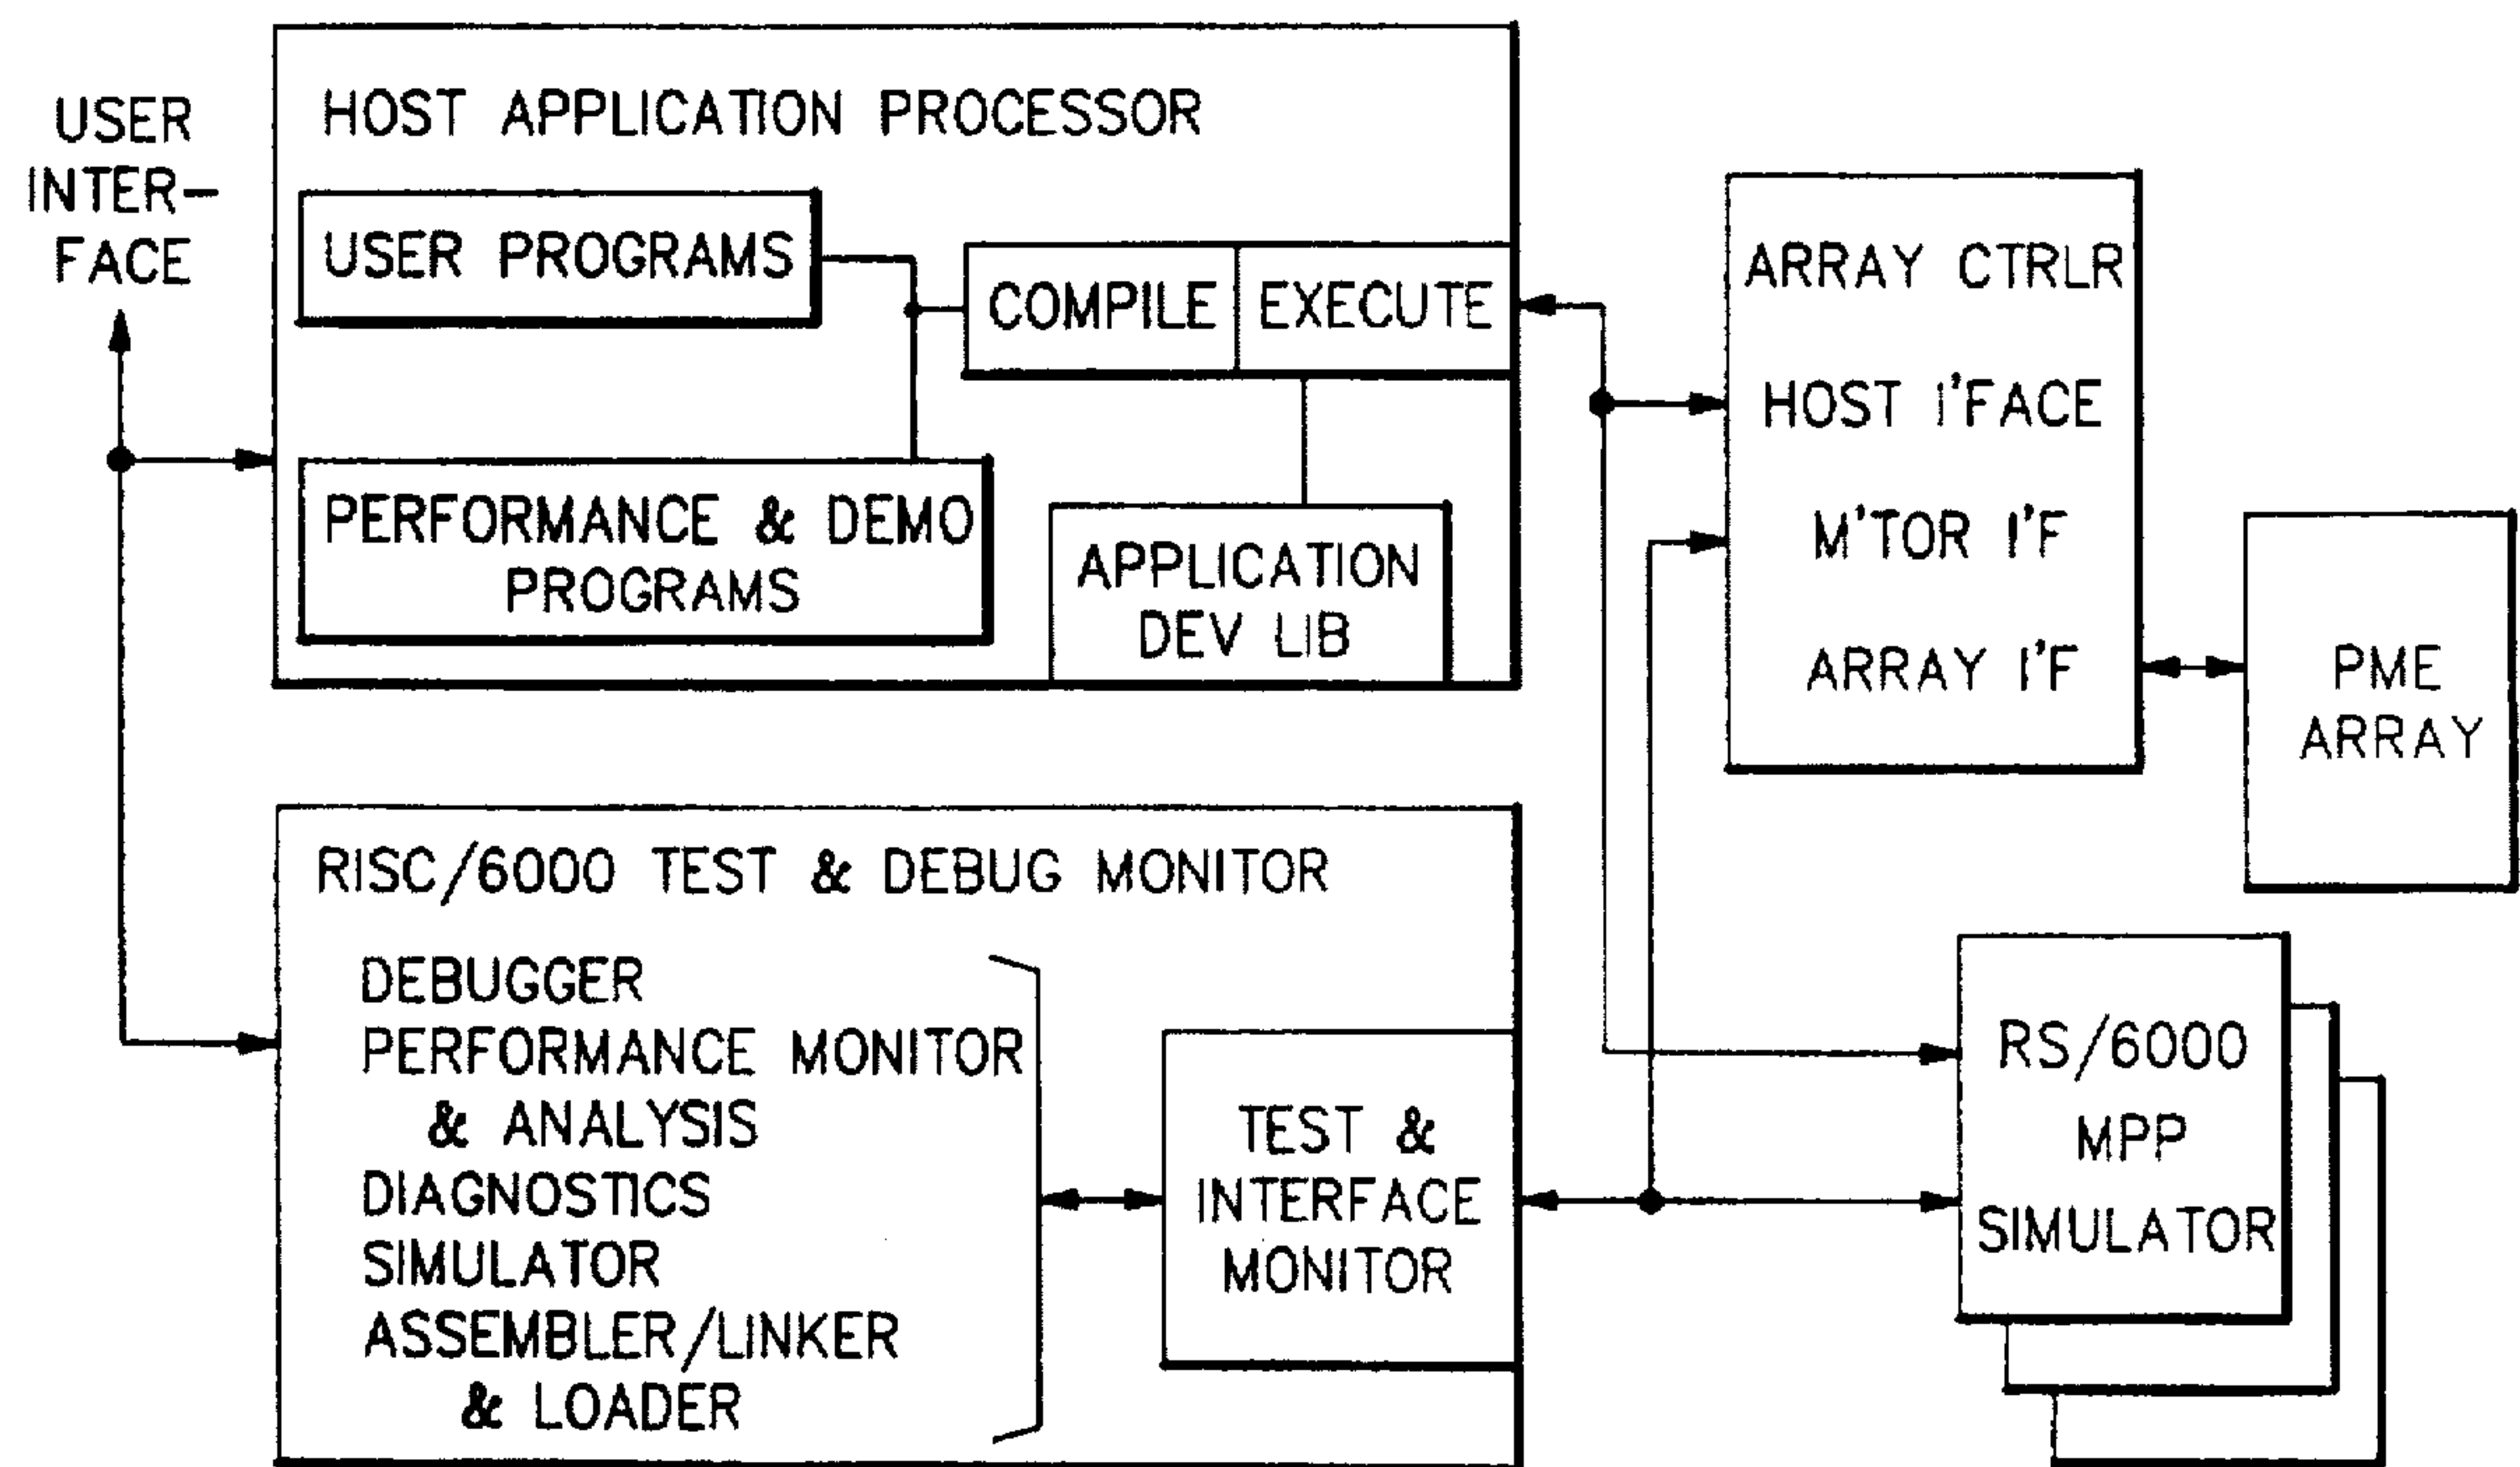 USER
INTER-
FACE
HOST APPLICATION PROCESSOR
USER PROGRAMS
COMPILE
EXECUTE
PERFORMANCE & DEMO
PROGRAMS
APPLICATION
DEV LIB
ARRAY CTRLR
HOST I'FACE
M'TOR I'F
ARRAY I'F
PME
ARRAY
RISC/6000 TEST & DEBUG MONITOR
DEBUGGER
PERFORMANCE MONITOR
& ANALYSIS
DIAGNOSTICS
SIMULATOR
ASSEMBLER/LINKER
& LOADER
TEST &
INTERFACE
MONITOR
RS/6000
MPP
SIMULATOR